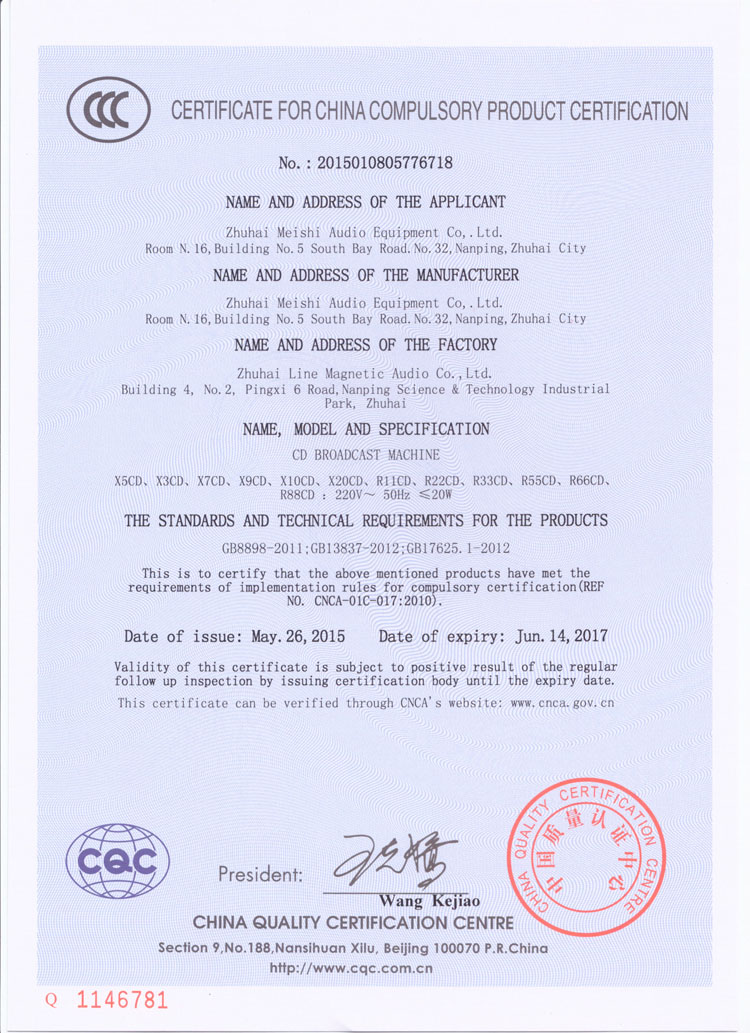 CCC
CERTIFICATE FOR CHINA COMPULSORY PRODUCT CERTIFICATION
No. : 2015010805776718
NAME AND ADDRESS OF THE APPLICANT
Zhuhai Meishi Audio Equipment Co,.Ltd.
Room N.16,Building No.5 South Bay Road.No.32,Nanping,Zhuhai City
NAME AND ADDRESS OF THE MANUFACTURER
Zhuhai Meishi Audio Equipment Co,.Ltd.
Room N.16,Building No.5 South Bay Road.No.32,Nanping,Zhuhai City
NAME AND ADDRESS OF THE FACTORY
Zhuhai Line Magnetic Audio Co.,Ltd.
Building 4, No.2, Pingxi 6 Road,Nanping Science & Technology Industrial
Park, Zhuhai
NAME, MODEL AND SPECIFICATION
CD BROADCAST MACHINE
X5CD、X3CD、X7CD、X9CD、X10CD、X20CD、R11CD、R22CD、R33CD、R55CD、R66CD、
R88CD : 220V～ 50Hz ≤20W
THE STANDARDS AND TECHNICAL REQUIREMENTS FOR THE PRODUCTS
GB8898-2011;GB13837-2012;GB17625.1-2012
This is to certify that the above mentioned products have met the
requirements of implementation rules for compulsory certification(REF
NO. CNCA-01C-017:2010).
Date of issue: May.26,2015 Date of expiry: Jun.14,2017
Validity of this certificate is subject to positive result of the regular
follow up inspection by issuing certification body until the expiry date.
This certificate can be verified through CNCA's website: www.cnca.gov.cn
CHINA QUALITY CERTIFICATION CENTRE
中国质量认证中心
CQC
President:
王克娇
Wang Kejiao
CHINA QUALITY CERTIFICATION CENTRE
Section 9,No.188,Nansihuan Xilu, Beijing 100070 P.R.China
http://www.cqc.com.cn
Q 1146781